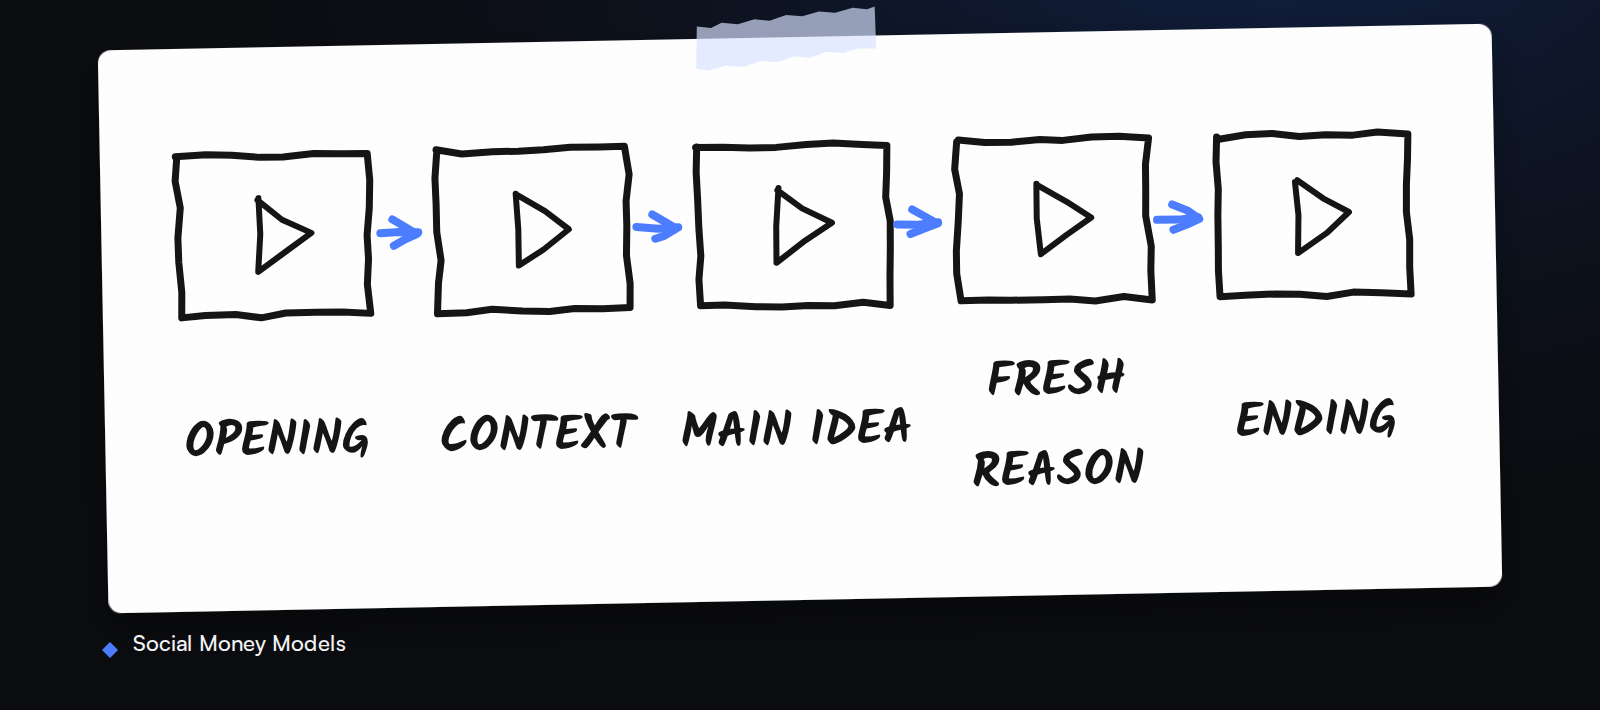 OPENING
CONTEXT
MAIN IDEA
FRESH
REASON
ENDING
Social Money Models